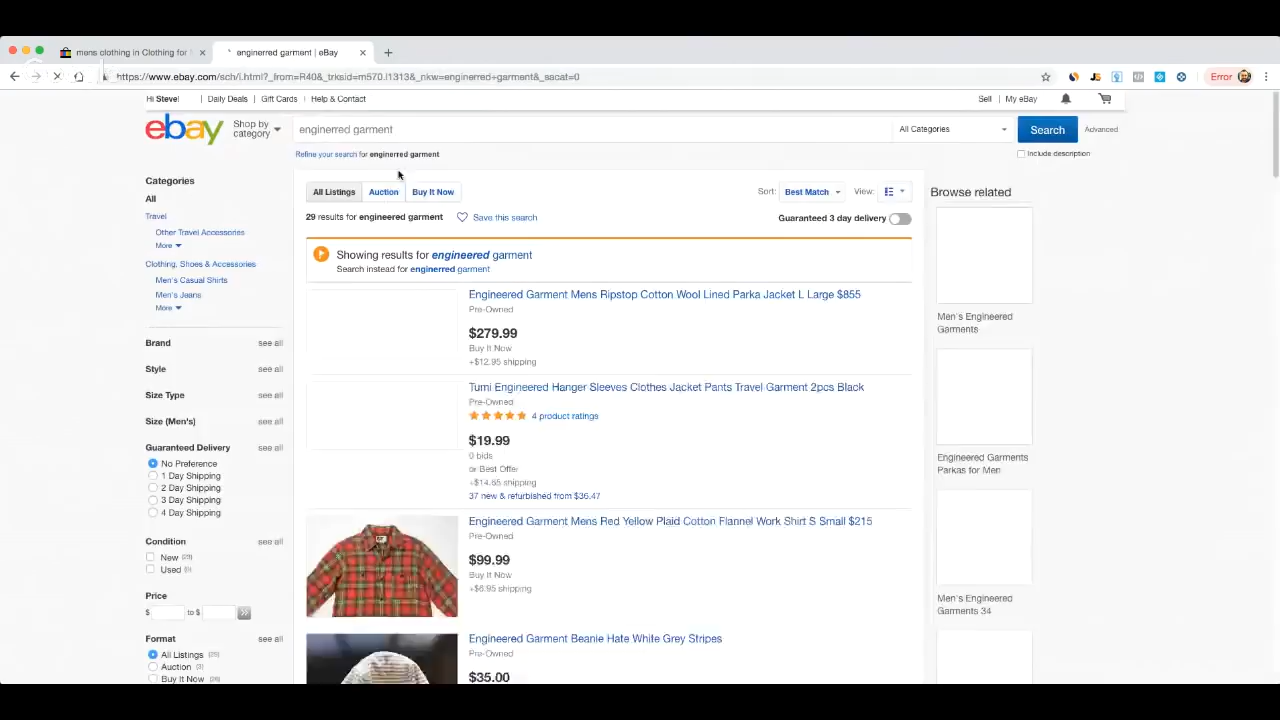 mens clothing in Clothing for
enginerred garment | eBay
https://www.ebay.com/sch/i.html?_from=R40&_trksid=m570.l1313&_nkw=enginerred+garment&_sacat=0
Error
Hi Steve! Daily Deals Gift Cards Help & Contact
Sell My eBay
ebay
Shop by category
enginerred garment
All Categories
Search
Advanced
Refine your search for enginerred garment
Include description
Categories
All
Travel
Other Travel Accessories
More
Clothing, Shoes & Accessories
Men's Casual Shirts
Men's Jeans
More
Brand see all
Style see all
Size Type see all
Size (Men's) see all
Guaranteed Delivery see all
No Preference
1 Day Shipping
2 Day Shipping
3 Day Shipping
4 Day Shipping
Condition see all
New
Used
Price
$ to $
Format see all
All Listings
Auction (3)
Buy It Now (26)
All Listings Auction Buy It Now
Sort: Best Match View:
29 results for engineered garment Save this search
Guaranteed 3 day delivery
Showing results for engineered garment
Search instead for enginerred garment
Engineered Garment Mens Ripstop Cotton Wool Lined Parka Jacket L Large $855
Pre-Owned
$279.99
Buy It Now
+$12.95 shipping
Tumi Engineered Hanger Sleeves Clothes Jacket Pants Travel Garment 2pcs Black
Pre-Owned
4 product ratings
$19.99
0 bids
or Best Offer
+$14.65 shipping
37 new & refurbished from $36.47
Engineered Garment Mens Red Yellow Plaid Cotton Flannel Work Shirt S Small $215
Pre-Owned
$99.99
Buy It Now
+$6.95 shipping
Engineered Garment Beanie Hate White Grey Stripes
Pre-Owned
$35.00
Browse related
Men's Engineered
Garments
Engineered Garments
Parkas for Men
Men's Engineered
Garments 34